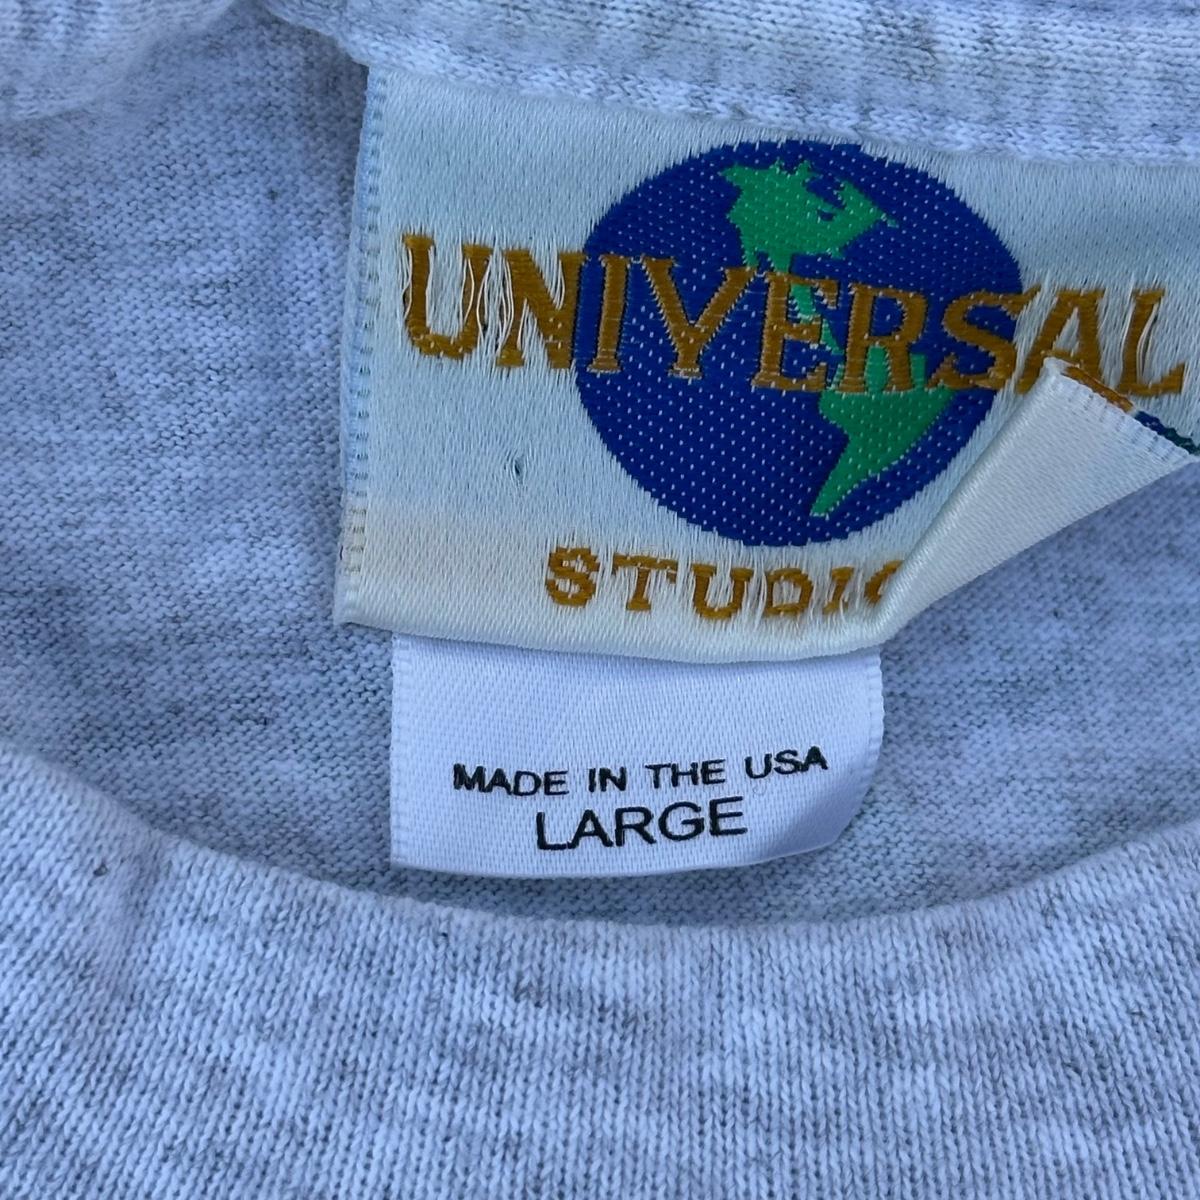 UNIVERSAL
STUDIO
MADE IN THE USA
LARGE